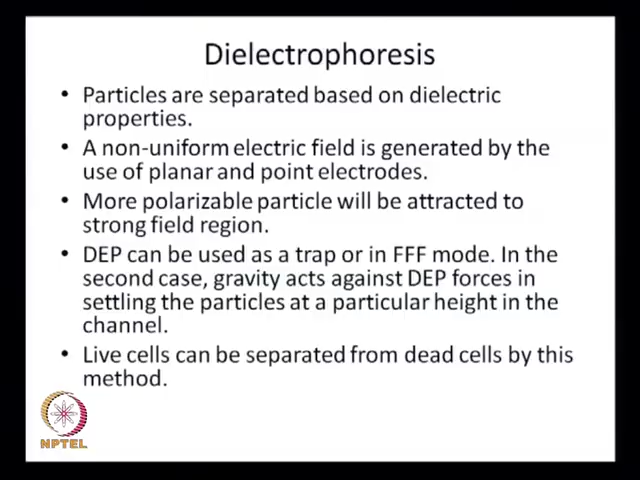 Dielectrophoresis
• Particles are separated based on dielectric
properties.
• A non-uniform electric field is generated by the
use of planar and point electrodes.
• More polarizable particle will be attracted to
strong field region.
• DEP can be used as a trap or in FFF mode. In the
second case, gravity acts against DEP forces in
settling the particles at a particular height in the
channel.
• Live cells can be separated from dead cells by this
method.
NPTEL